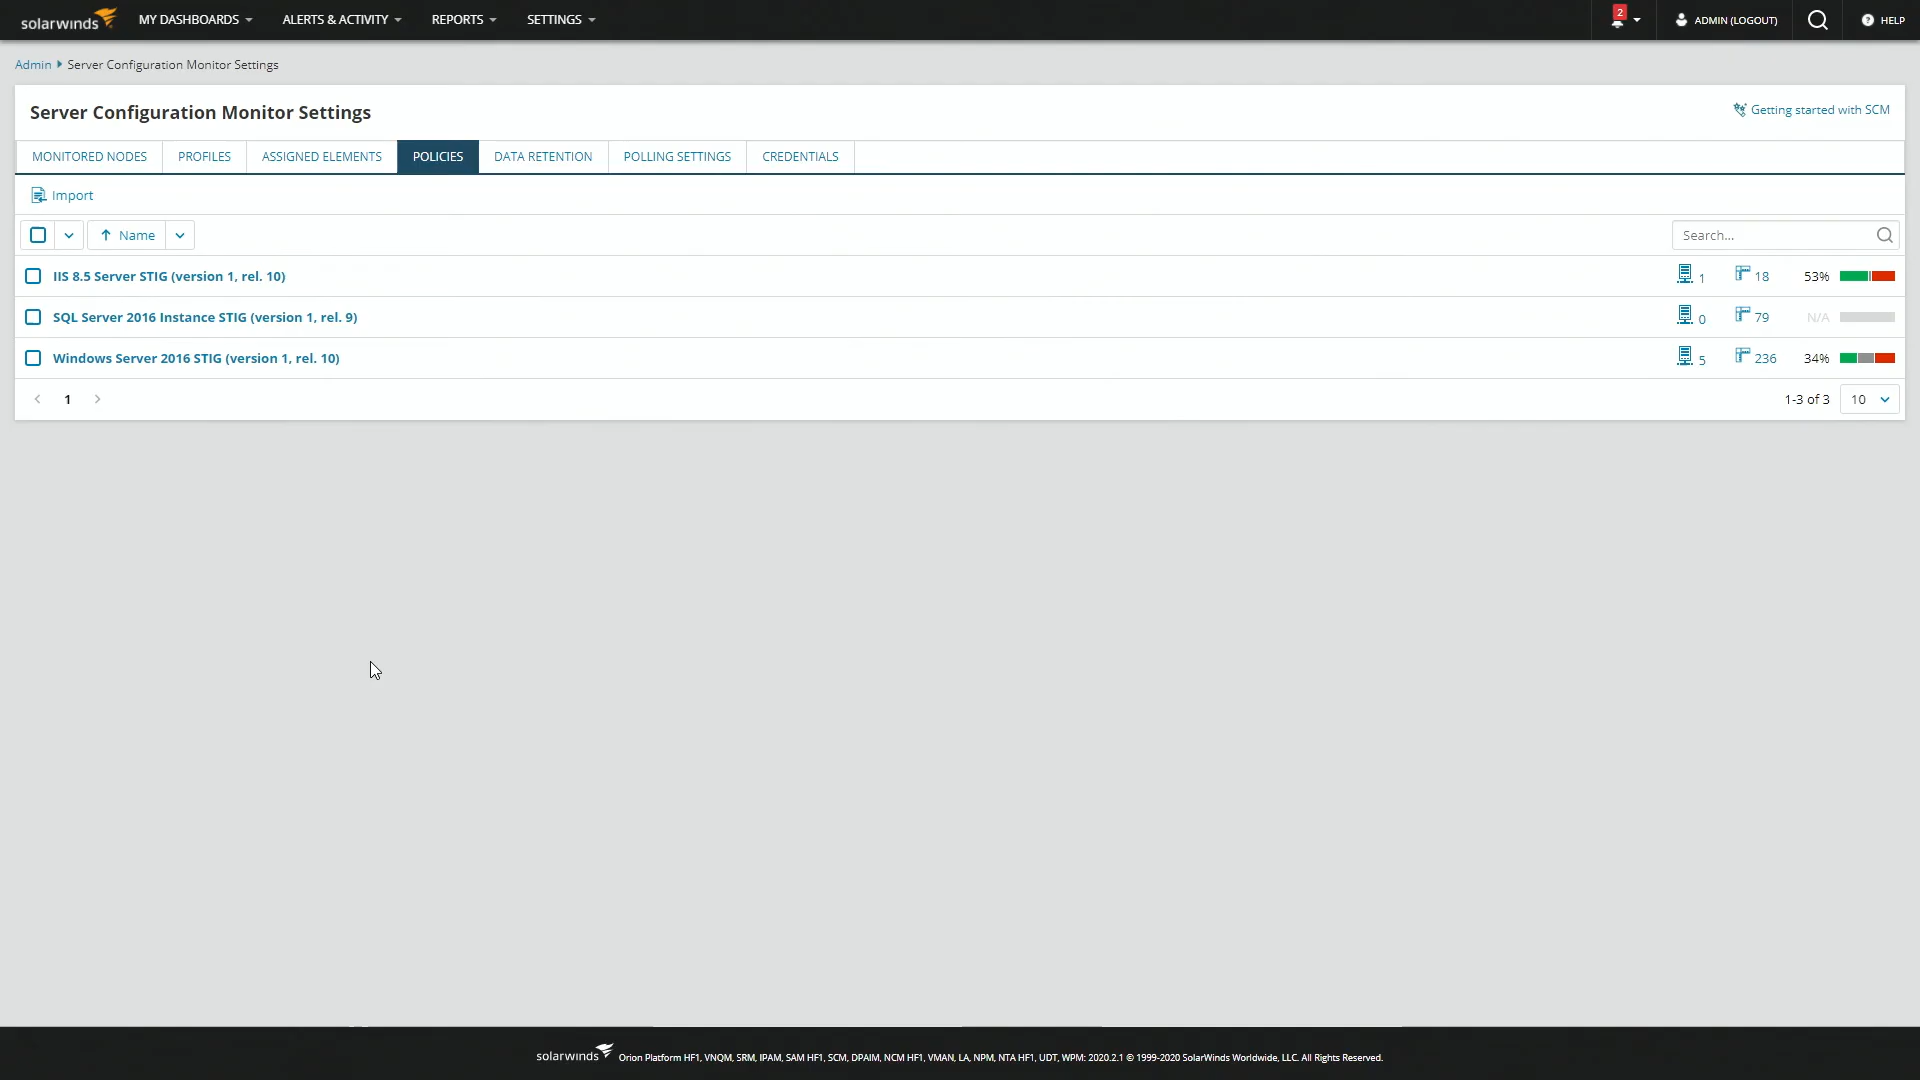 solarwinds MY DASHBOARDS ALERTS & ACTIVITY REPORTS SETTINGS 2 ADMIN (LOGOUT) ? HELP
Admin Server Configuration Monitor Settings
Server Configuration Monitor Settings Getting started with SCM
MONITORED NODES PROFILES ASSIGNED ELEMENTS POLICIES DATA RETENTION POLLING SETTINGS CREDENTIALS
Import
Name Search...
IIS 8.5 Server STIG (version 1, rel. 10) 1 18 53%
SQL Server 2016 Instance STIG (version 1, rel. 9) 0 79 N/A
Windows Server 2016 STIG (version 1, rel. 10) 5 236 34%
1 1-3 of 3 10
solarwinds Orion Platform HF1, VNQM, SRM, IPAM, SAM HF1, SCM, DPAIM, NCM HF1, VMAN, LA, NPM, NTA HF1, UDT, WPM: 2020.2.1 © 1999-2020 SolarWinds Worldwide, LLC. All Rights Reserved.